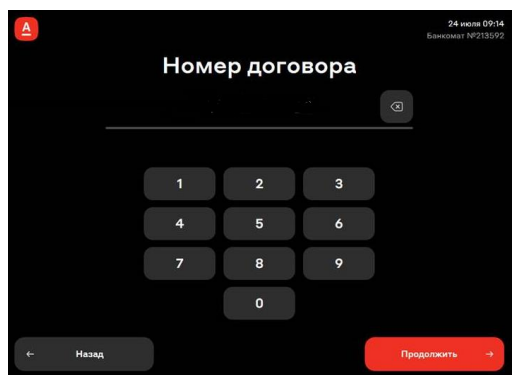 А
24 июля 09:14
Банкомат №213592
Номер договора
1 2 3
4 5 6
7 8 9
0
← Назад
Продолжить →